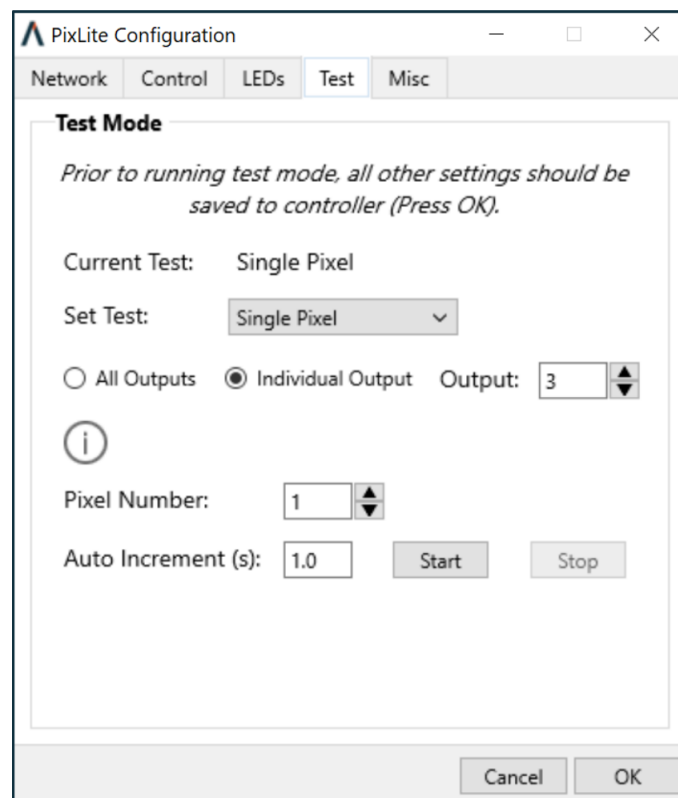 PixLite Configuration
Network Control LEDs Test Misc
Test Mode
Prior to running test mode, all other settings should be
saved to controller (Press OK).
Current Test: Single Pixel
Set Test: Single Pixel
All Outputs Individual Output Output: 3
i
Pixel Number: 1
Auto Increment (s): 1.0 Start Stop
Cancel OK